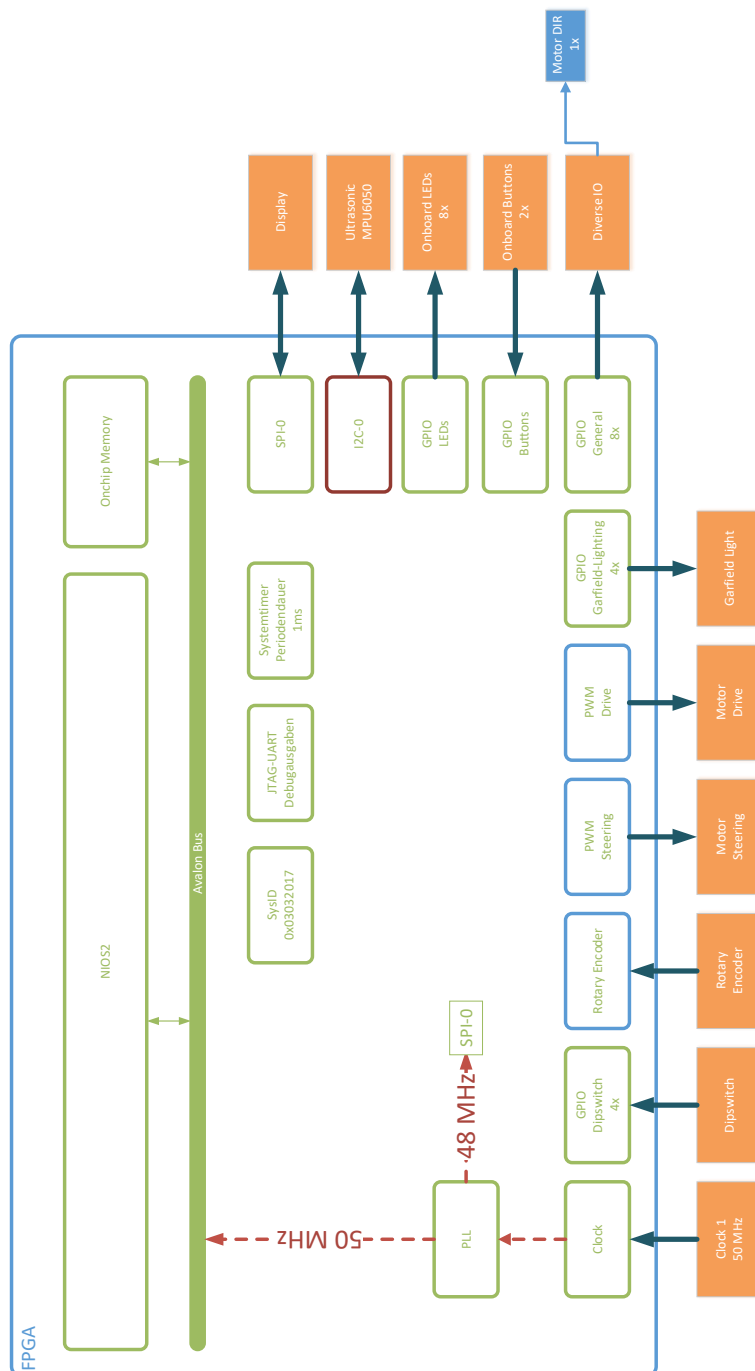 FPGA
NIOS2
Onchip Memory
Avalon Bus
SysID
0x03032017
JTAG-UART
Debugausgaben
Systemtimer
Periodendauer
1ms
SPI-0
Display
I2C-0
Ultrasonic
MPU6050
GPIO
LEDs
Onboard LEDs
8x
GPIO
Buttons
Onboard Buttons
2x
GPIO
General
8x
Diverse IO
Motor DIR
1x
50 MHz
PLL
48 MHz
SPI-0
Clock
GPIO
Dipswitch
4x
Rotary Encoder
PWM
Steering
PWM
Drive
GPIO
Garfield-Lighting
4x
Clock 1
50 MHz
Dipswitch
Rotary
Encoder
Motor
Steering
Motor
Drive
Garfield Light